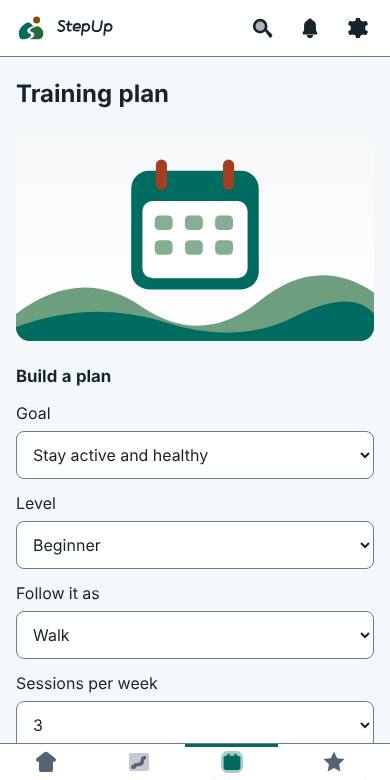 StepUp
Training plan
Build a plan
Goal
Stay active and healthy
Level
Beginner
Follow it as
Walk
Sessions per week
3